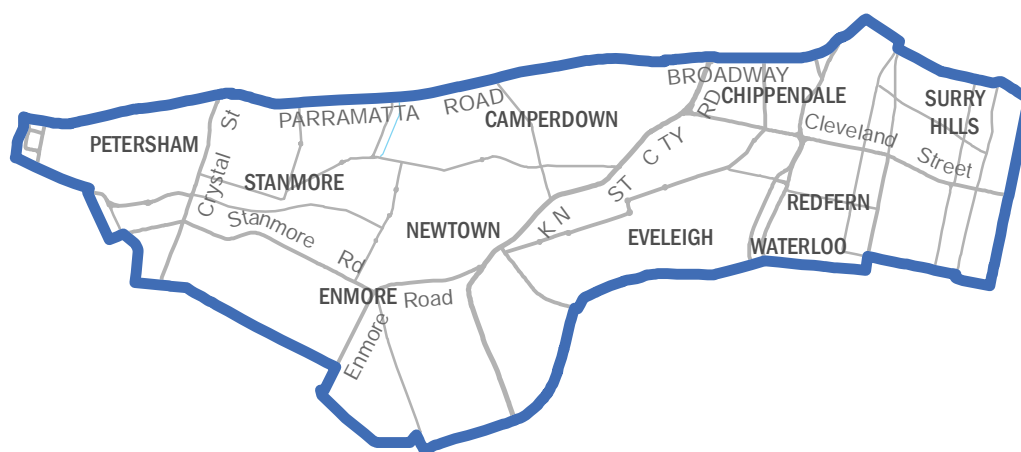 BROADWAY
PARRAMATTA ROAD
CHIPPENDALE
SURRY
HILLS
CAMPERDOWN
RD
C TY
PETERSHAM
Crystal St
Cleveland
Street
STANMORE
K N ST
REDFERN
Stanmore
Rd
NEWTOWN
EVELEIGH
WATERLOO
ENMORE
Road
Enmore